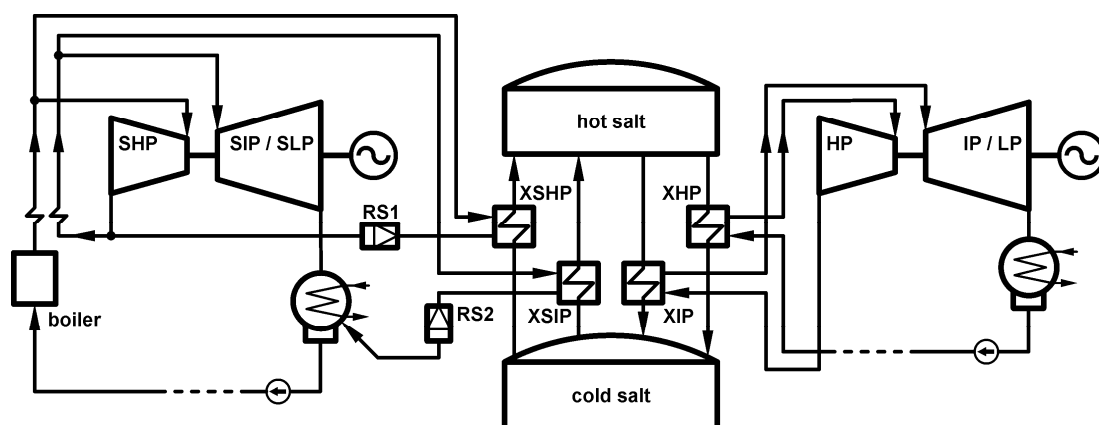 SHP
SIP / SLP
RS1
boiler
RS2
hot salt
XSHP
XHP
XSIP
XIP
cold salt
HP
IP / LP